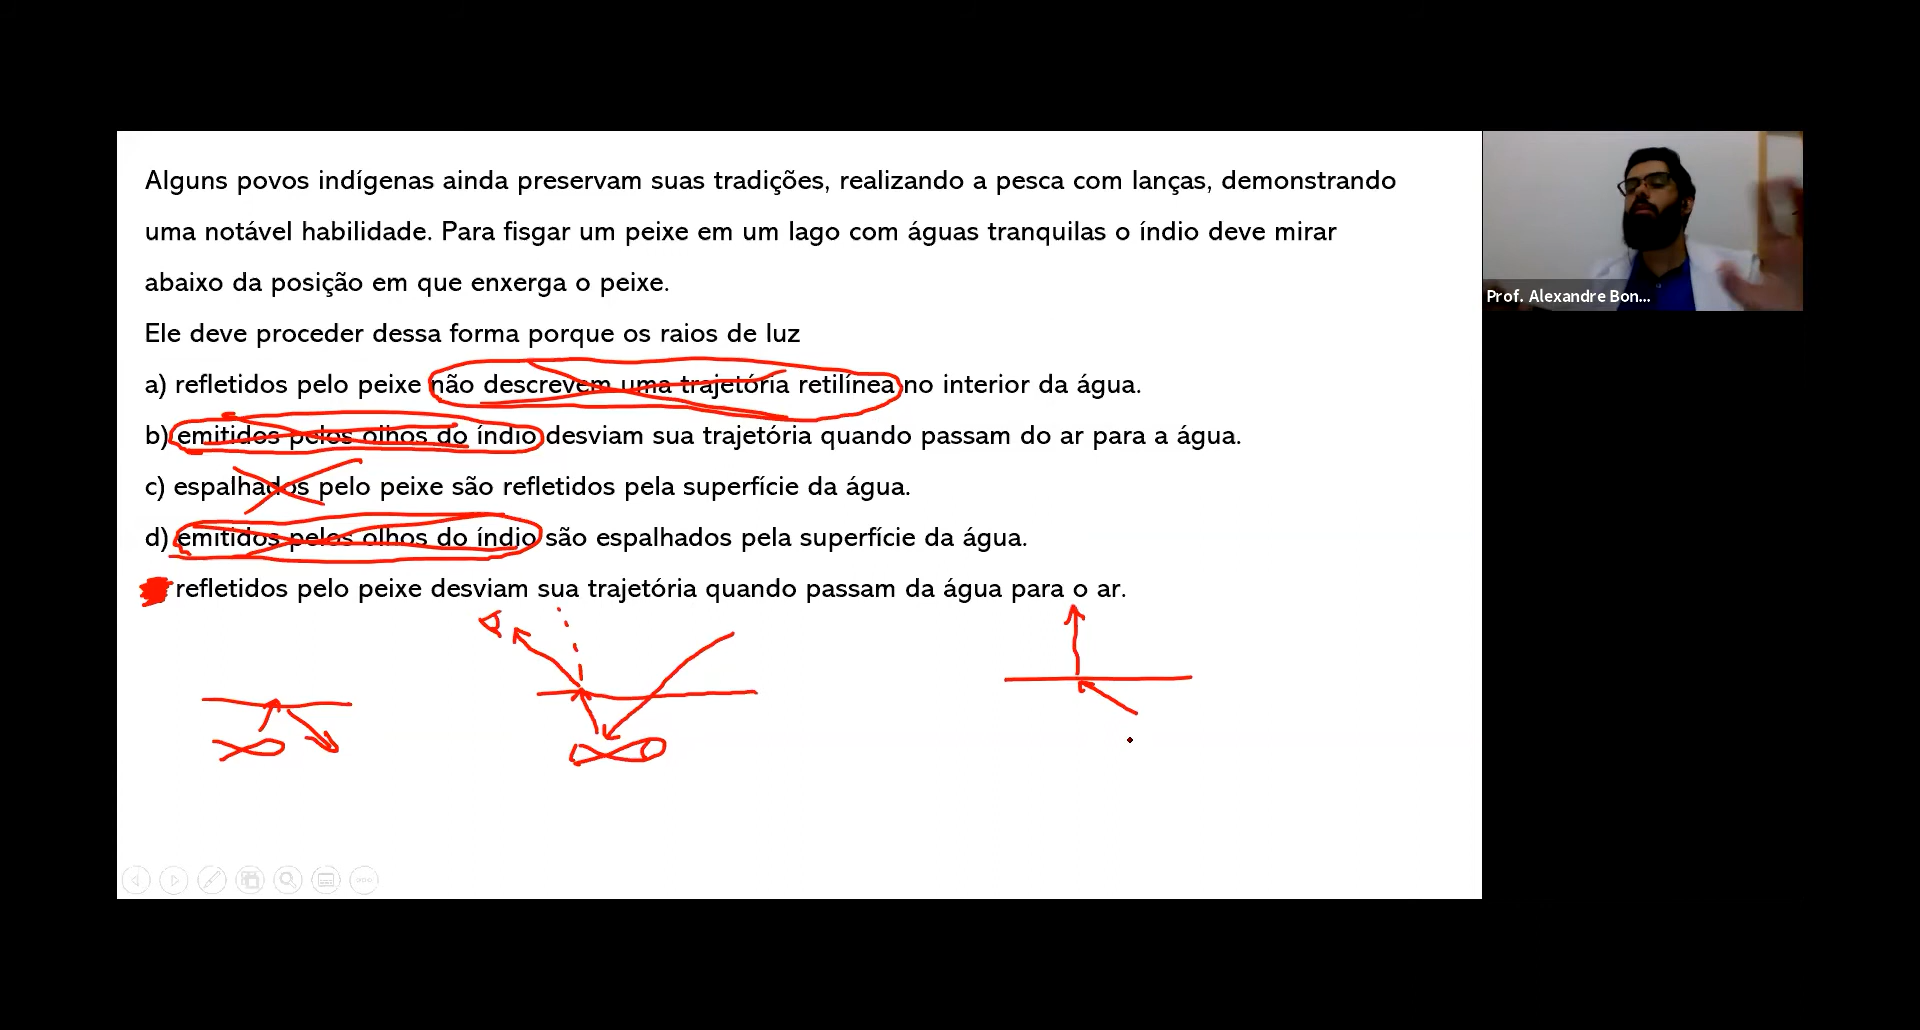 Alguns povos indígenas ainda preservam suas tradições, realizando a pesca com lanças, demonstrando
uma notável habilidade. Para fisgar um peixe em um lago com águas tranquilas o índio deve mirar
abaixo da posição em que enxerga o peixe.
Ele deve proceder dessa forma porque os raios de luz
a) refletidos pelo peixe não descrevem uma trajetória retilínea no interior da água.
b) emitidos pelos olhos do índio desviam sua trajetória quando passam do ar para a água.
c) espalhados pelo peixe são refletidos pela superfície da água.
d) emitidos pelos olhos do índio são espalhados pela superfície da água.
refletidos pelo peixe desviam sua trajetória quando passam da água para o ar.
Prof. Alexandre Bon...